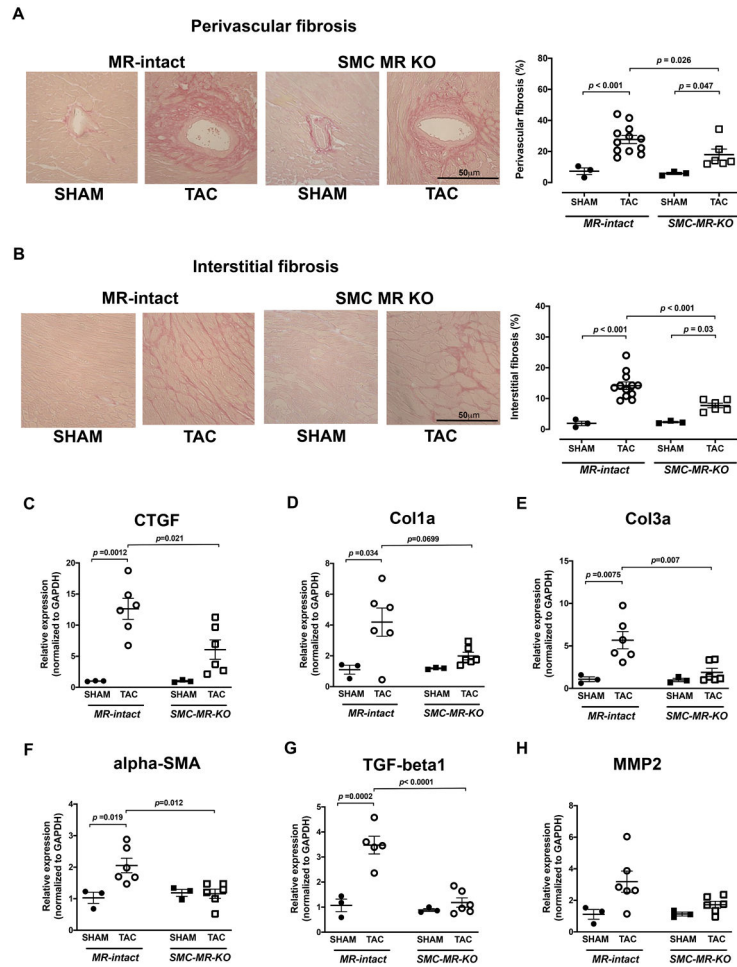 A
Perivascular fibrosis
MR-intact
SMC MR KO
SHAM
TAC
SHAM
TAC
50μm
Perivascular fibrosis (%)
80
60
40
20
0
p < 0.001
p = 0.026
p = 0.047
SHAM TAC SHAM TAC
MR-intact SMC-MR-KO
B
Interstitial fibrosis
MR-intact
SMC MR KO
SHAM
TAC
SHAM
TAC
50μm
Interstitial fibrosis (%)
40
30
20
10
0
p < 0.001
p < 0.001
p = 0.03
SHAM TAC SHAM TAC
MR-intact SMC-MR-KO
C
CTGF
Relative expression
(normalized to GAPDH)
20
15
10
5
0
p =0.0012
p=0.021
SHAM TAC SHAM TAC
MR-intact SMC-MR-KO
D
Col1a
Relative expression
(normalized to GAPDH)
8
6
4
2
0
p =0.034
p=0.0699
SHAM TAC SHAM TAC
MR-intact SMC-MR-KO
E
Col3a
Relative expression
(normalized to GAPDH)
15
10
5
0
p =0.0075
p=0.007
SHAM TAC SHAM TAC
MR-intact SMC-MR-KO
F
alpha-SMA
Relative expression
(normalized to GAPDH)
4
3
2
1
0
p =0.019
p=0.012
SHAM TAC SHAM TAC
MR-intact SMC-MR-KO
G
TGF-beta1
Relative expression
(normalized to GAPDH)
5
4
3
2
1
0
p =0.0002
p< 0.0001
SHAM TAC SHAM TAC
MR-intact SMC-MR-KO
H
MMP2
Relative expression
(normalized to GAPDH)
8
6
4
2
0
SHAM TAC SHAM TAC
MR-intact SMC-MR-KO